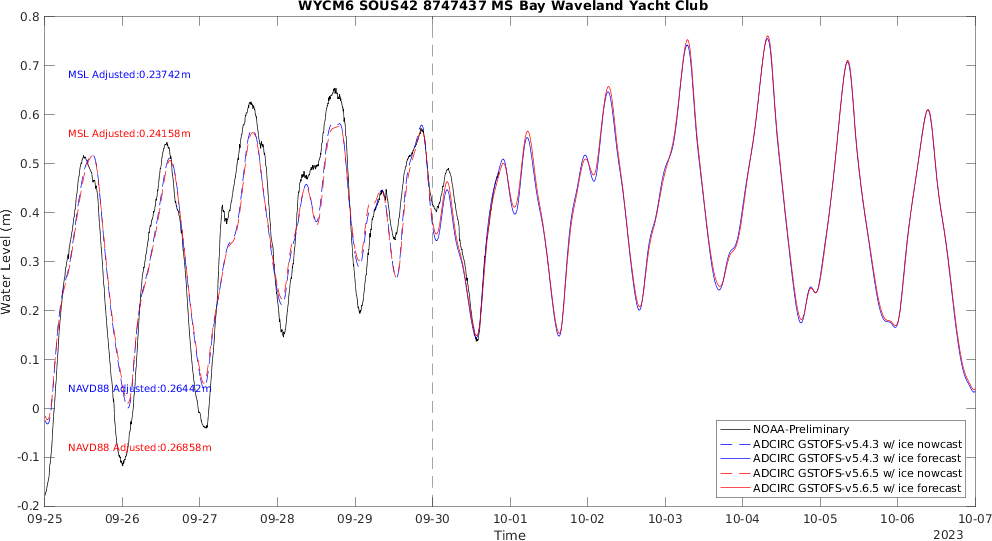 WYCM6 SOUS42 8747437 MS Bay Waveland Yacht Club
0.8
0.7
0.6
0.5
0.4
0.3
0.2
0.1
0
-0.1
-0.2
Water Level (m)
MSL Adjusted:0.23742m
MSL Adjusted:0.24158m
NAVD88 Adjusted:0.26442m
NAVD88 Adjusted:0.26858m
NOAA-Preliminary
ADCIRC GSTOFS-v5.4.3 w/ ice nowcast
ADCIRC GSTOFS-v5.4.3 w/ ice forecast
ADCIRC GSTOFS-v5.6.5 w/ ice nowcast
ADCIRC GSTOFS-v5.6.5 w/ ice forecast
09-25 09-26 09-27 09-28 09-29 09-30 10-01 10-02 10-03 10-04 10-05 10-06 10-07
Time
2023